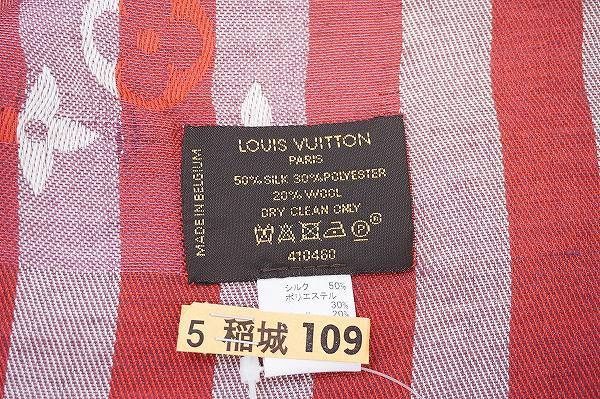 LOUIS VUITTON
PARIS
50% SILK 30% POLYESTER
20% WOOL
DRY CLEAN ONLY
410460
MADE IN BELGIUM
シルク 50%
ポリエステル
30%
20%
5 稲城 109